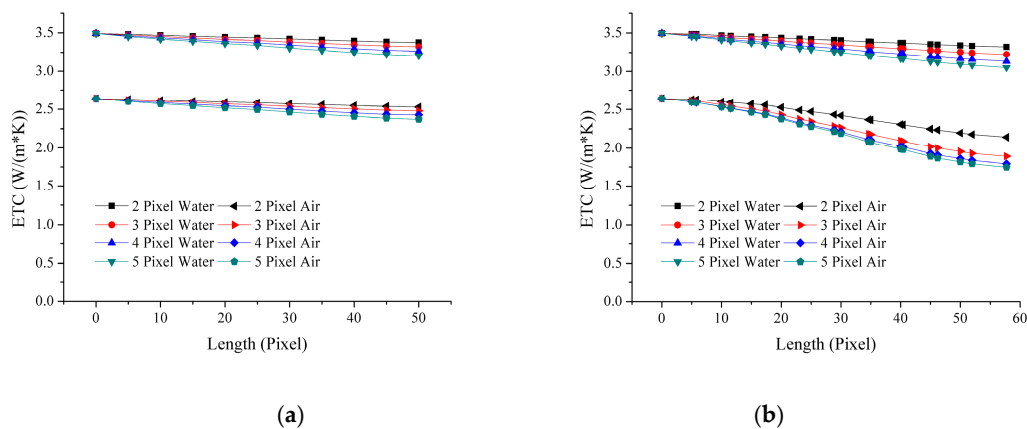 3.5
3.0
2.5
2.0
1.5
1.0
0.5
0.0
ETC (W/(m*K))
2 Pixel Water
2 Pixel Air
3 Pixel Water
3 Pixel Air
4 Pixel Water
4 Pixel Air
5 Pixel Water
5 Pixel Air
0 10 20 30 40 50
Length (Pixel)
(a)
3.5
3.0
2.5
2.0
1.5
1.0
0.5
0.0
ETC (W/(m*K))
2 Pixel Water
2 Pixel Air
3 Pixel Water
3 Pixel Air
4 Pixel Water
4 Pixel Air
5 Pixel Water
5 Pixel Air
0 10 20 30 40 50 60
Length (Pixel)
(b)